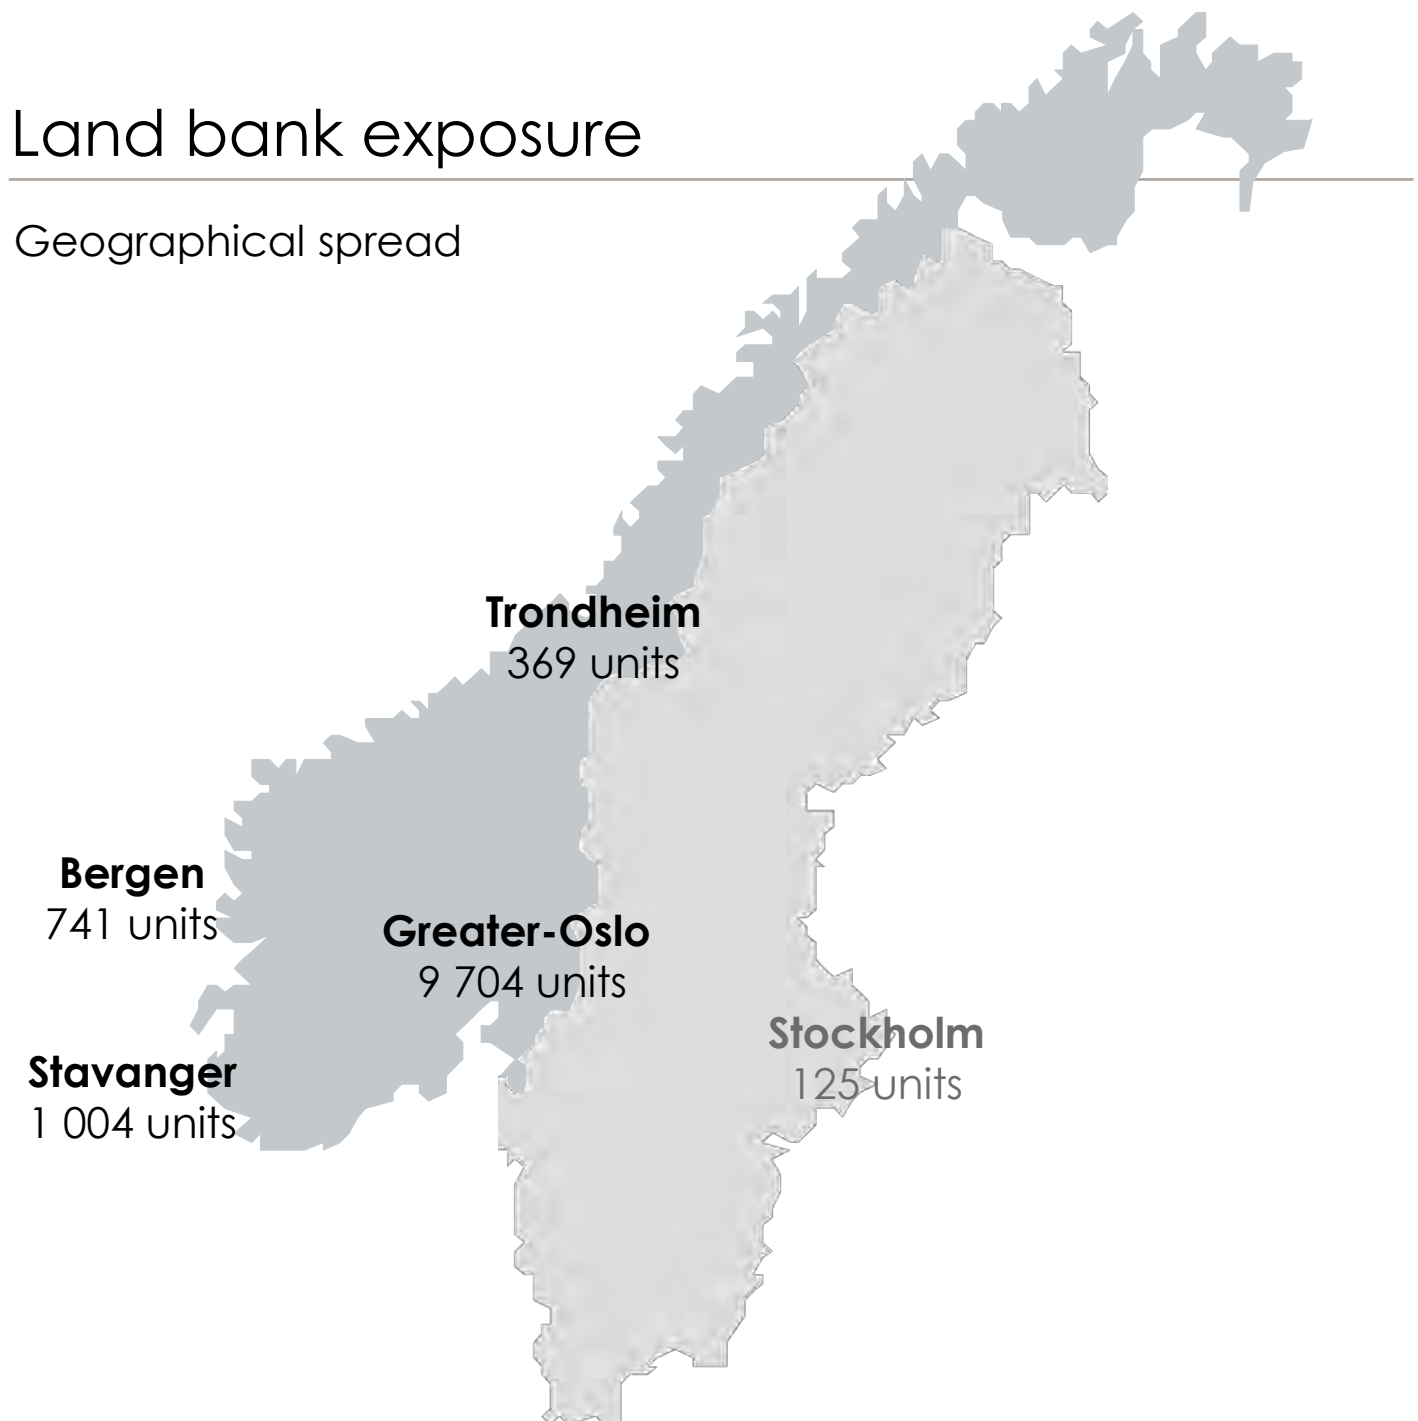 Land bank exposure
Geographical spread
Trondheim
369 units
Bergen
741 units
Greater-Oslo
9 704 units
Stockholm
125 units
Stavanger
1 004 units